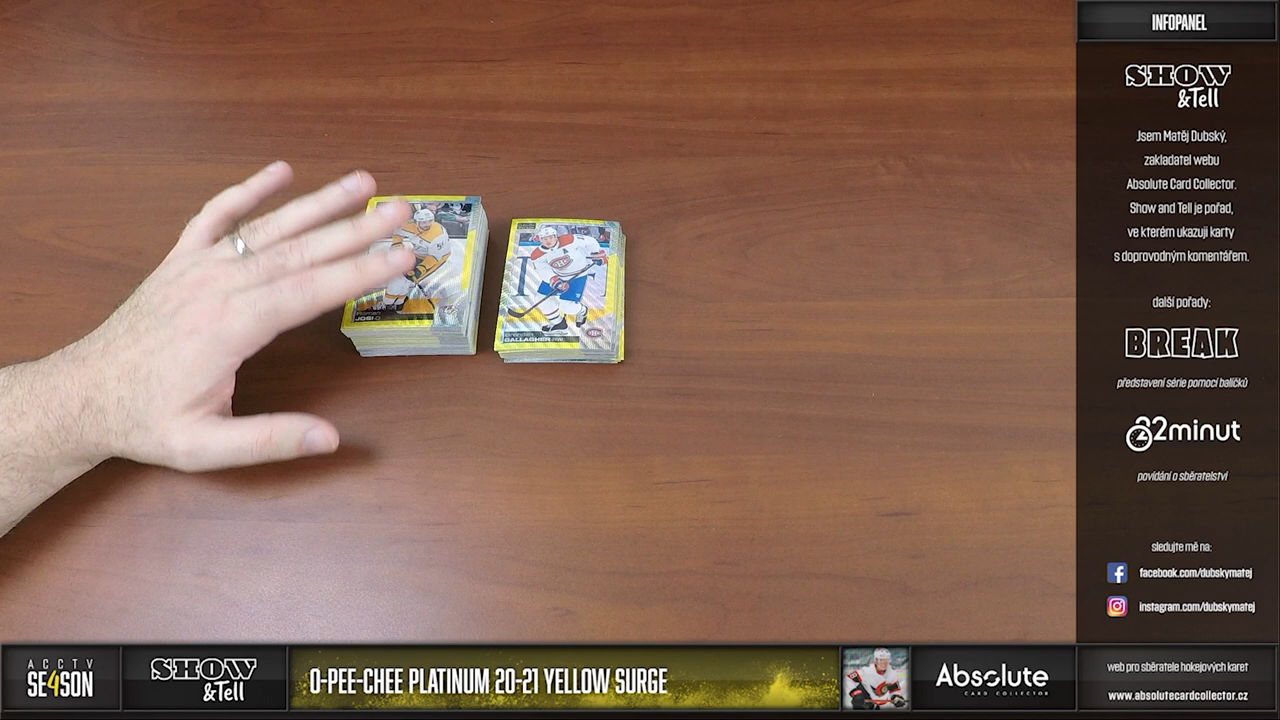 INFOPANEL
SHOW
&Tell
Jsem Matěj Dubský,
zakladatel webu
Absolute Card Collector.
Show and Tell je pořad,
ve kterém ukazuji karty
s doprovodným komentářem.
další pořady:
BREAK
představení série pomocí balíčků
32minut
povídání o sběratelství
sledujte mě na:
facebook.com/dubskymatej
instagram.com/dubskymatej
JOSI
GALLAGHER
ACCTV
SE4SON
SHOW
&Tell
O-PEE-CHEE PLATINUM 20-21 YELLOW SURGE
Absolute
CARD COLLECTOR
web pro sběratele hokejových karet
www.absolutecardcollector.cz